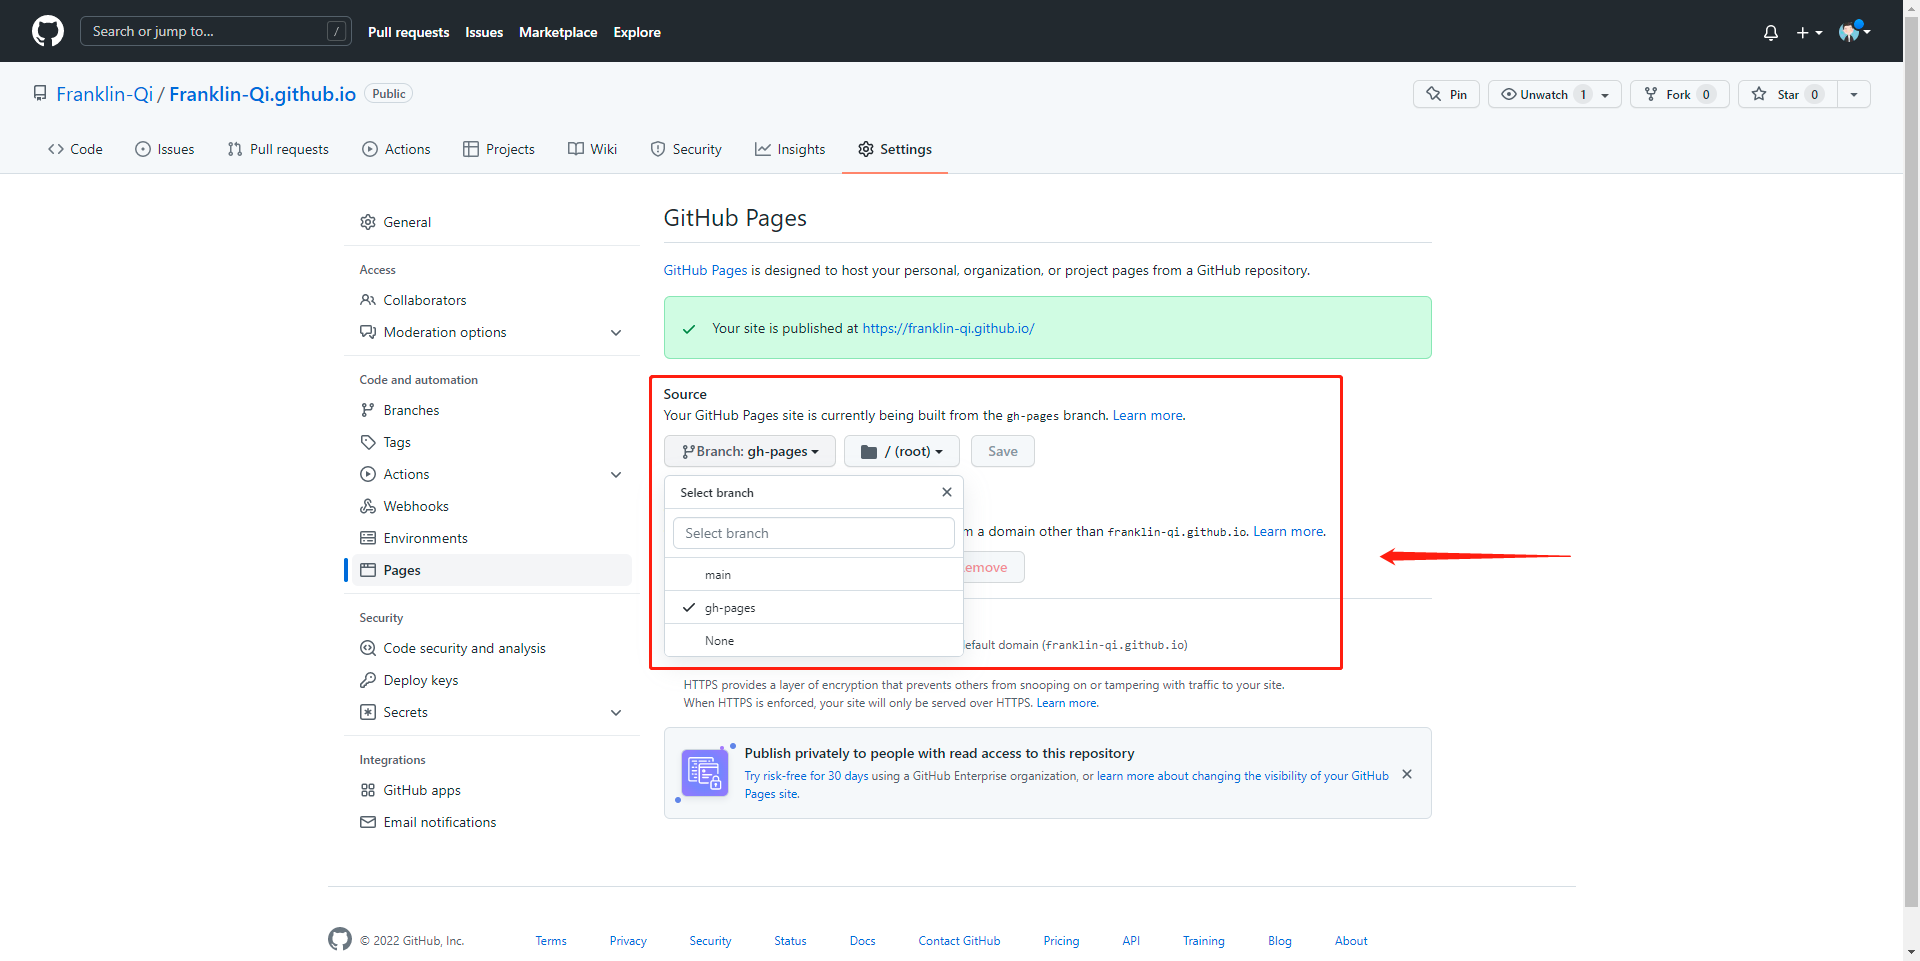 Search or jump to... /
Pull requests Issues Marketplace Explore
Franklin-Qi / Franklin-Qi.github.io Public
Pin Unwatch 1 Fork 0 Star 0
Code Issues Pull requests Actions Projects Wiki Security Insights Settings
General
Access
Collaborators
Moderation options
Code and automation
Branches
Tags
Actions
Webhooks
Environments
Pages
Security
Code security and analysis
Deploy keys
Secrets
Integrations
GitHub apps
Email notifications
GitHub Pages
GitHub Pages is designed to host your personal, organization, or project pages from a GitHub repository.
Your site is published at https://franklin-qi.github.io/
Source
Your GitHub Pages site is currently being built from the gh-pages branch. Learn more.
Branch: gh-pages / (root) Save
Select branch
Select branch
m a domain other than franklin-qi.github.io. Learn more.
main
emove
gh-pages
None
efault domain (franklin-qi.github.io)
HTTPS provides a layer of encryption that prevents others from snooping on or tampering with traffic to your site.
When HTTPS is enforced, your site will only be served over HTTPS. Learn more.
Publish privately to people with read access to this repository
Try risk-free for 30 days using a GitHub Enterprise organization, or learn more about changing the visibility of your GitHub
Pages site.
© 2022 GitHub, Inc. Terms Privacy Security Status Docs Contact GitHub Pricing API Training Blog About